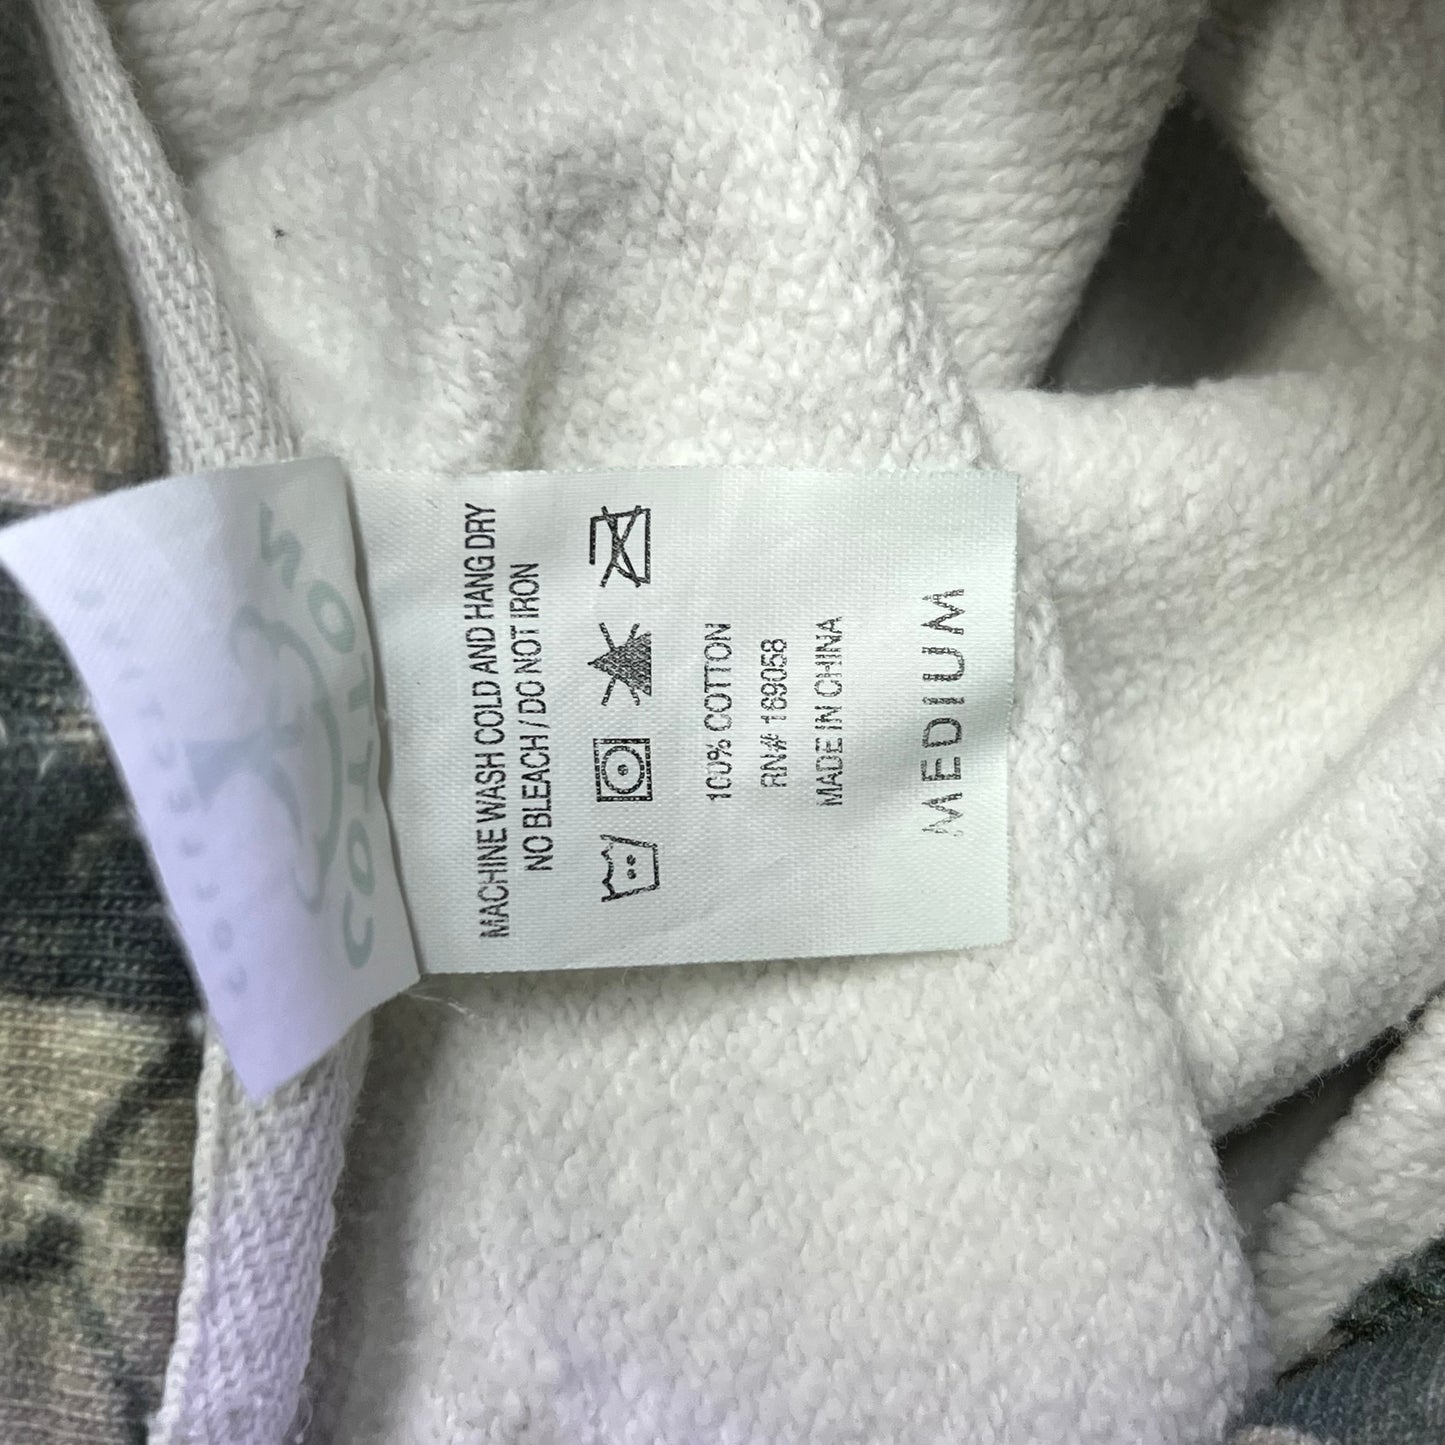 MACHINE WASH COLD AND HANG DRY
NO BLEACH / DO NOT IRON
100% COTTON
RN# 169058
MADE IN CHINA
MEDIUM
COTTON